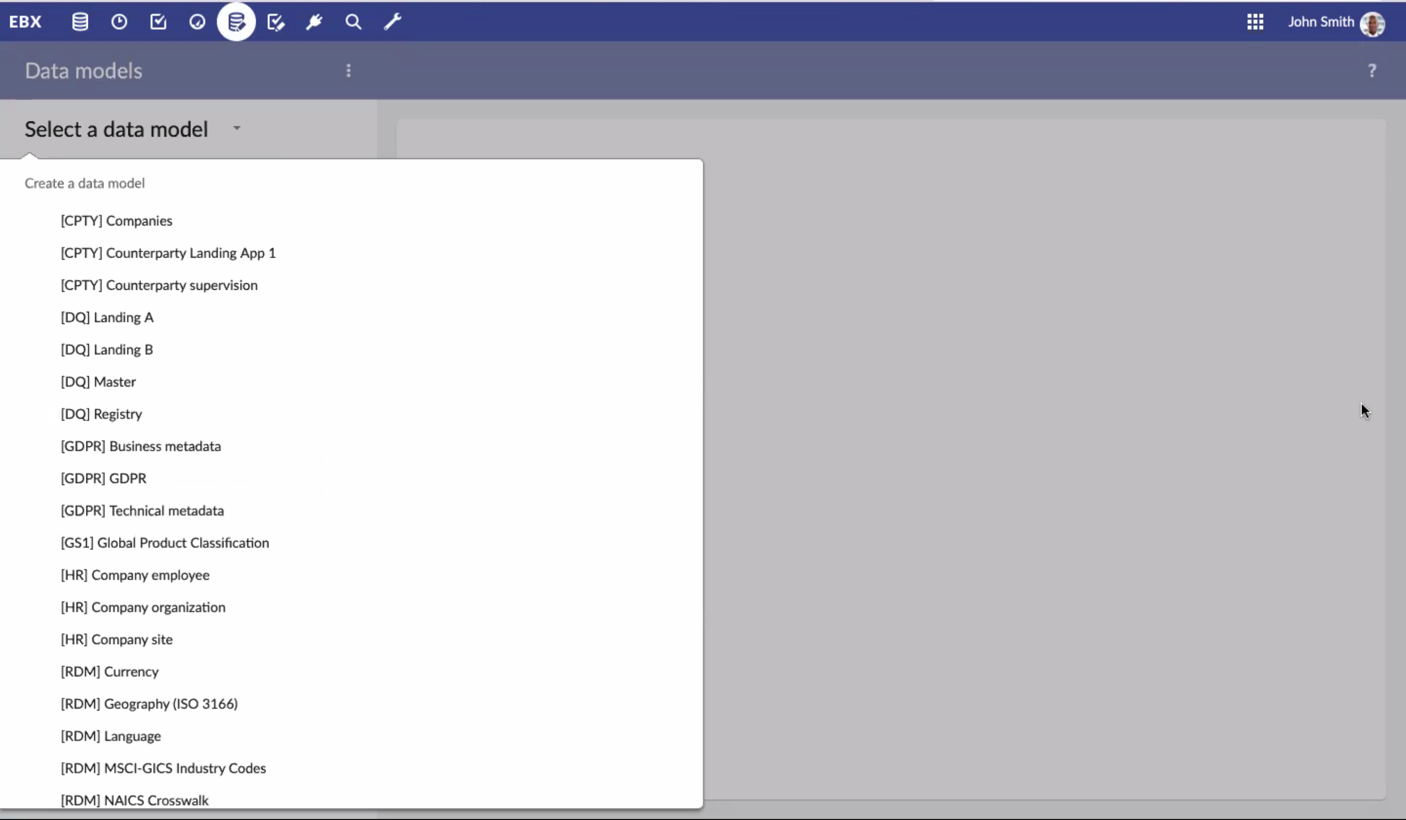 EBX
John Smith
Data models
?
Select a data model
Create a data model
[CPTY] Companies
[CPTY] Counterparty Landing App 1
[CPTY] Counterparty supervision
[DQ] Landing A
[DQ] Landing B
[DQ] Master
[DQ] Registry
[GDPR] Business metadata
[GDPR] GDPR
[GDPR] Technical metadata
[GS1] Global Product Classification
[HR] Company employee
[HR] Company organization
[HR] Company site
[RDM] Currency
[RDM] Geography (ISO 3166)
[RDM] Language
[RDM] MSCI-GICS Industry Codes
[RDM] NAICS Crosswalk